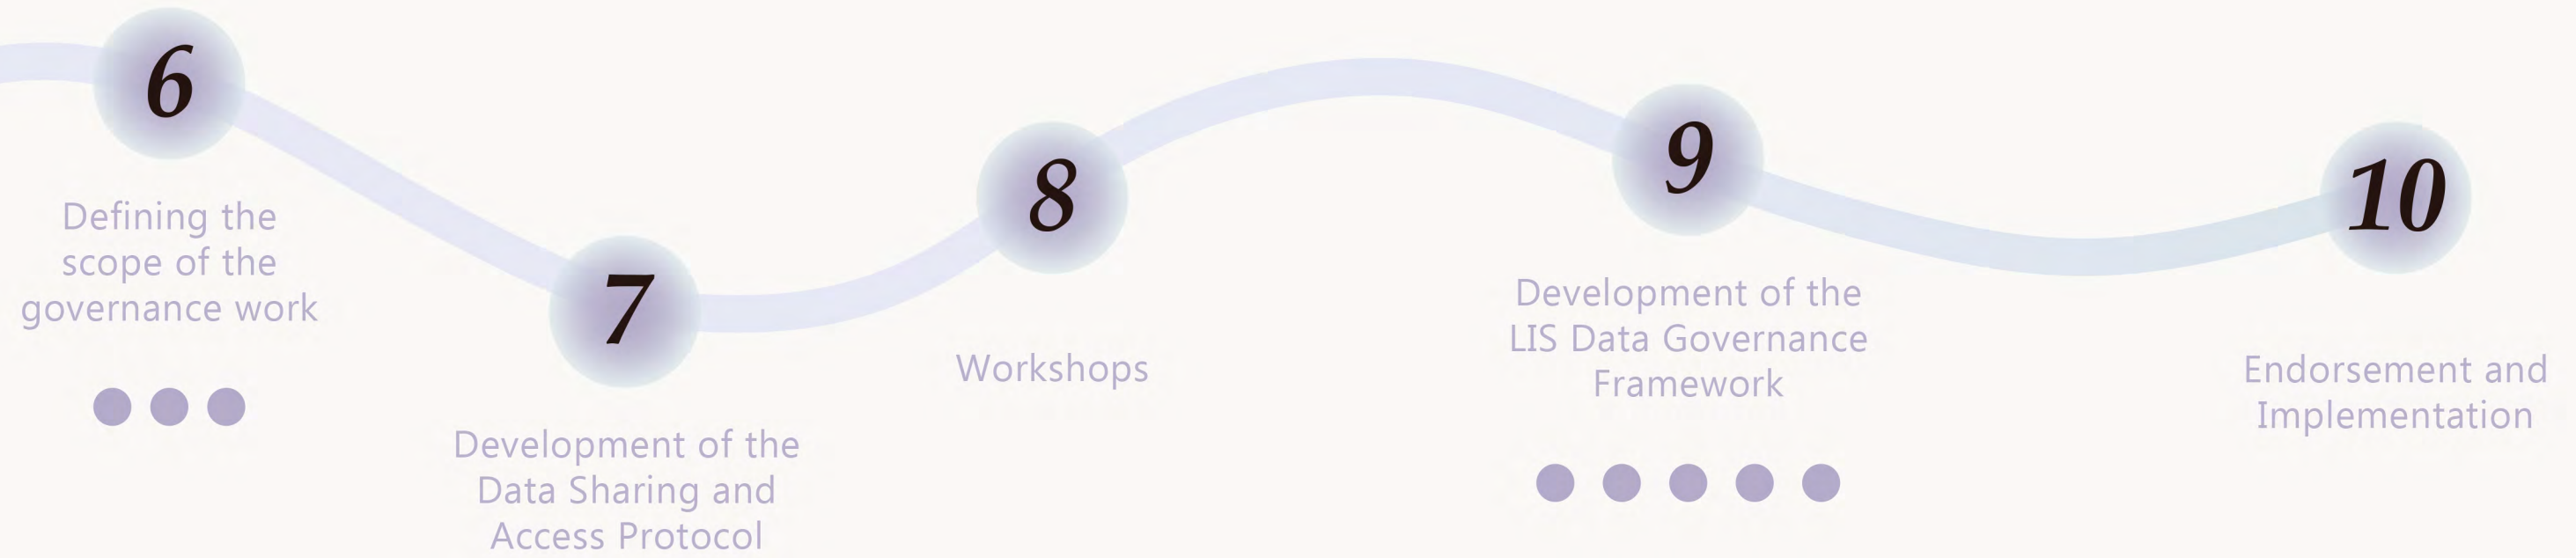 6
Defining the
scope of the
governance work
7
Development of the
Data Sharing and
Access Protocol
8
Workshops
9
Development of the
LIS Data Governance
Framework
10
Endorsement and
Implementation